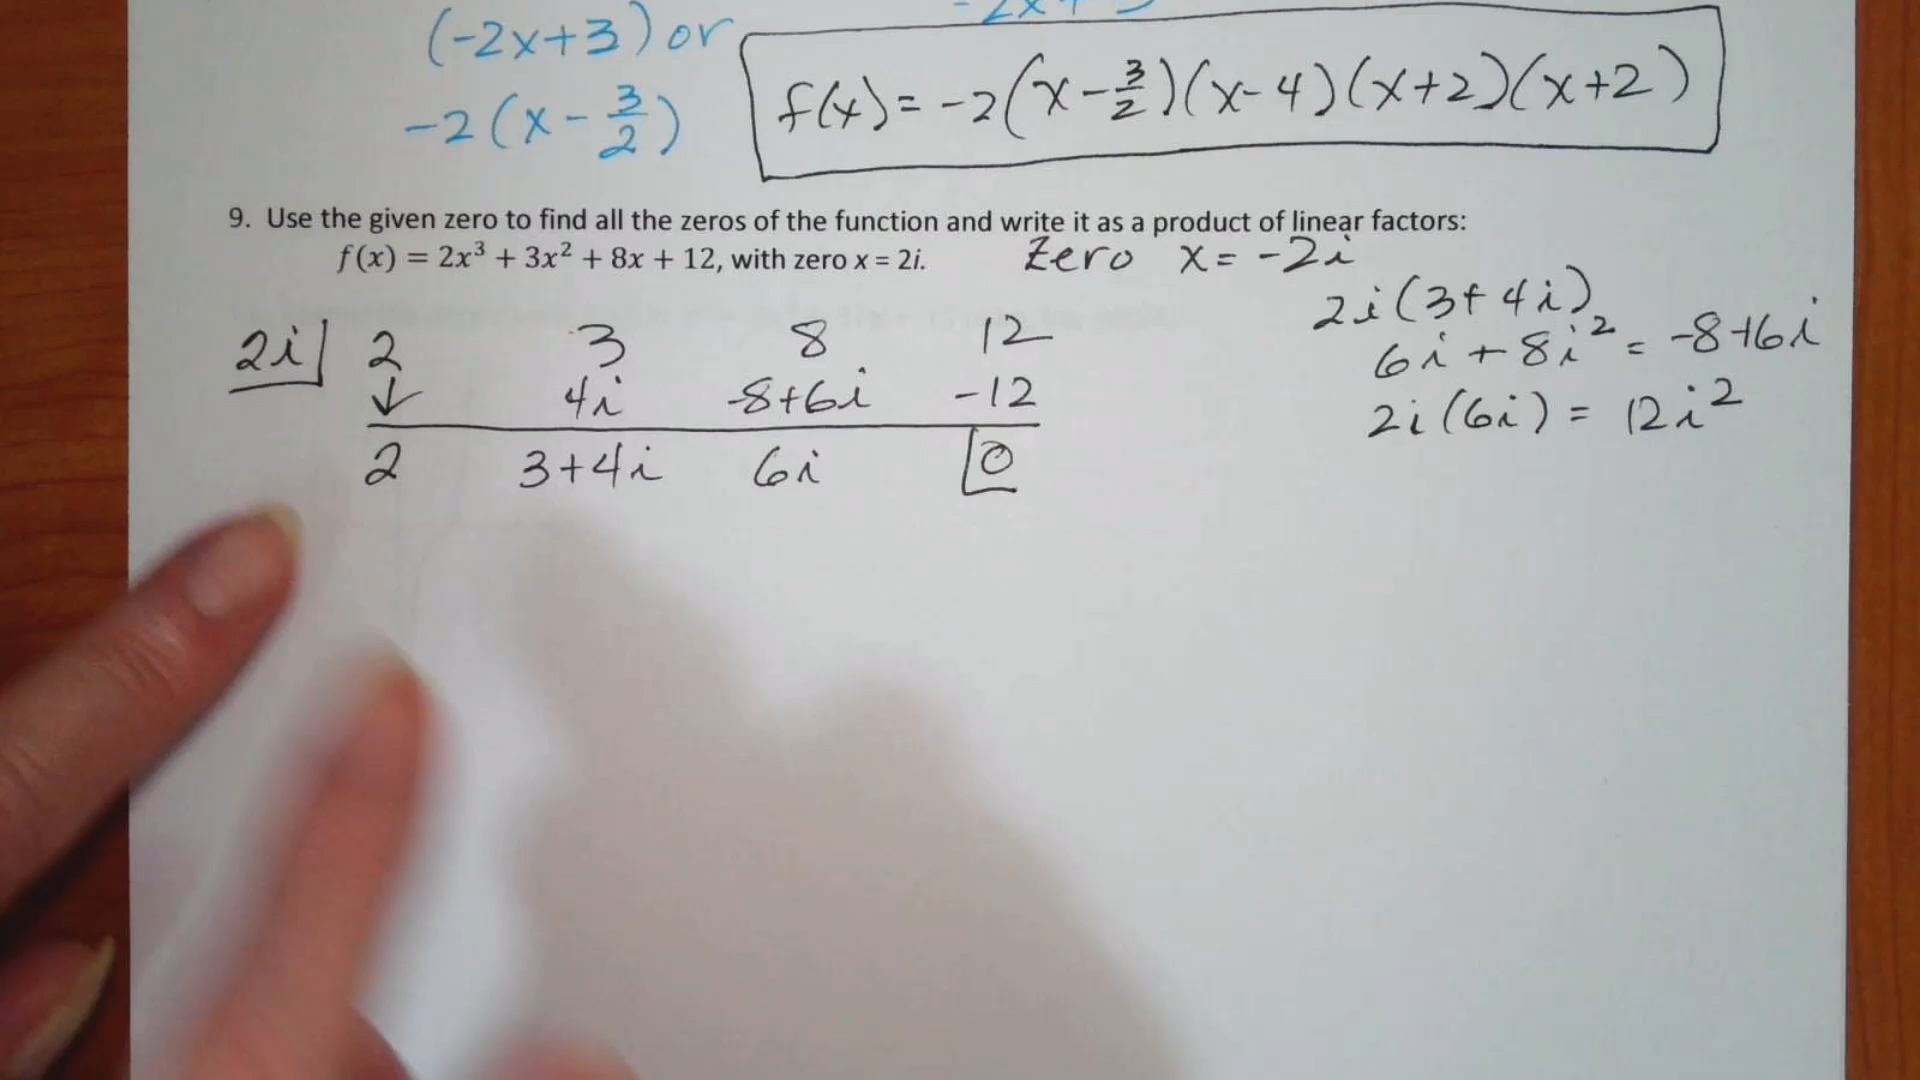 (-2x+3) or
-2(x - 3/2)
-2x+3
f(x) = -2(x - 3/2)(x-4)(x+2)(x+2)
9. Use the given zero to find all the zeros of the function and write it as a product of linear factors:
f(x) = 2x³ + 3x² + 8x + 12, with zero x = 2i.
Zero x = -2i
2i(3+4i)
6i + 8i² = -8+6i
2i(6i) = 12i²
2i 2 3 8 12
↓ 4i -8+6i -12
2 3+4i 6i 0